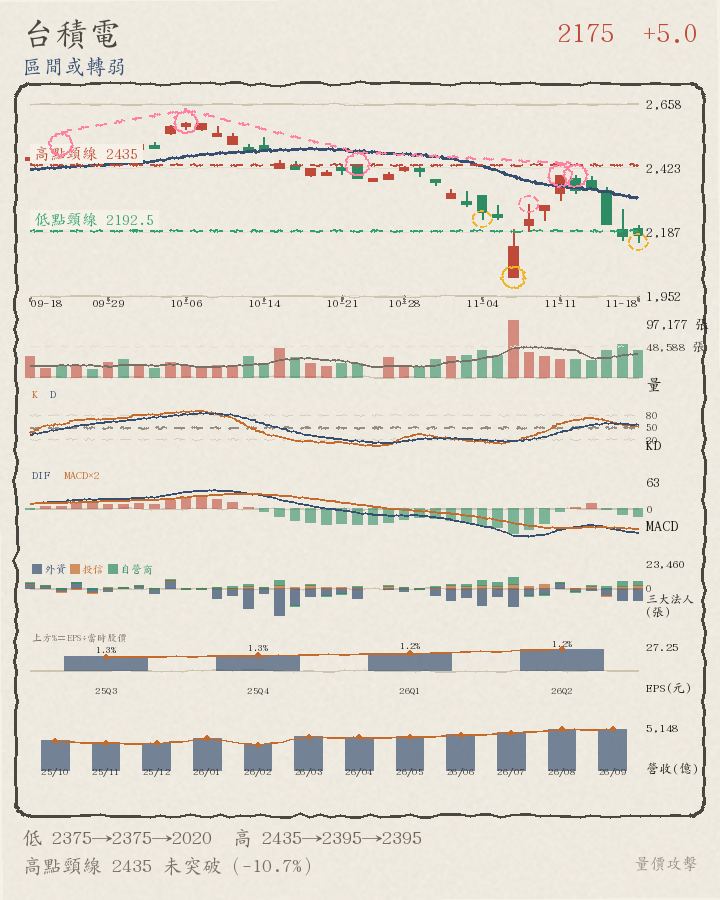 台積電
2175 +5.0
區間或轉弱
2,658
高點頸線 2435
2,423
低點頸線 2192.5
2,187
1,952
09-18 09-29 10-06 10-14 10-21 10-28 11-04 11-11 11-18
97,177 張
48,588 張
量
K D
80
50
20
KD
DIF MACD×2
63
0
MACD
外資 投信 自營商
23,460
0
三大法人
(張)
上方%=EPS÷當時股價
27.25
1.3% 1.3% 1.2% 1.2%
25Q3 25Q4 26Q1 26Q2
EPS(元)
5,148
25/10 25/11 25/12 26/01 26/02 26/03 26/04 26/05 26/06 26/07 26/08 26/09
營收(億)
低 2375→2375→2020 高 2435→2395→2395
高點頸線 2435 未突破 (-10.7%)
量價攻擊